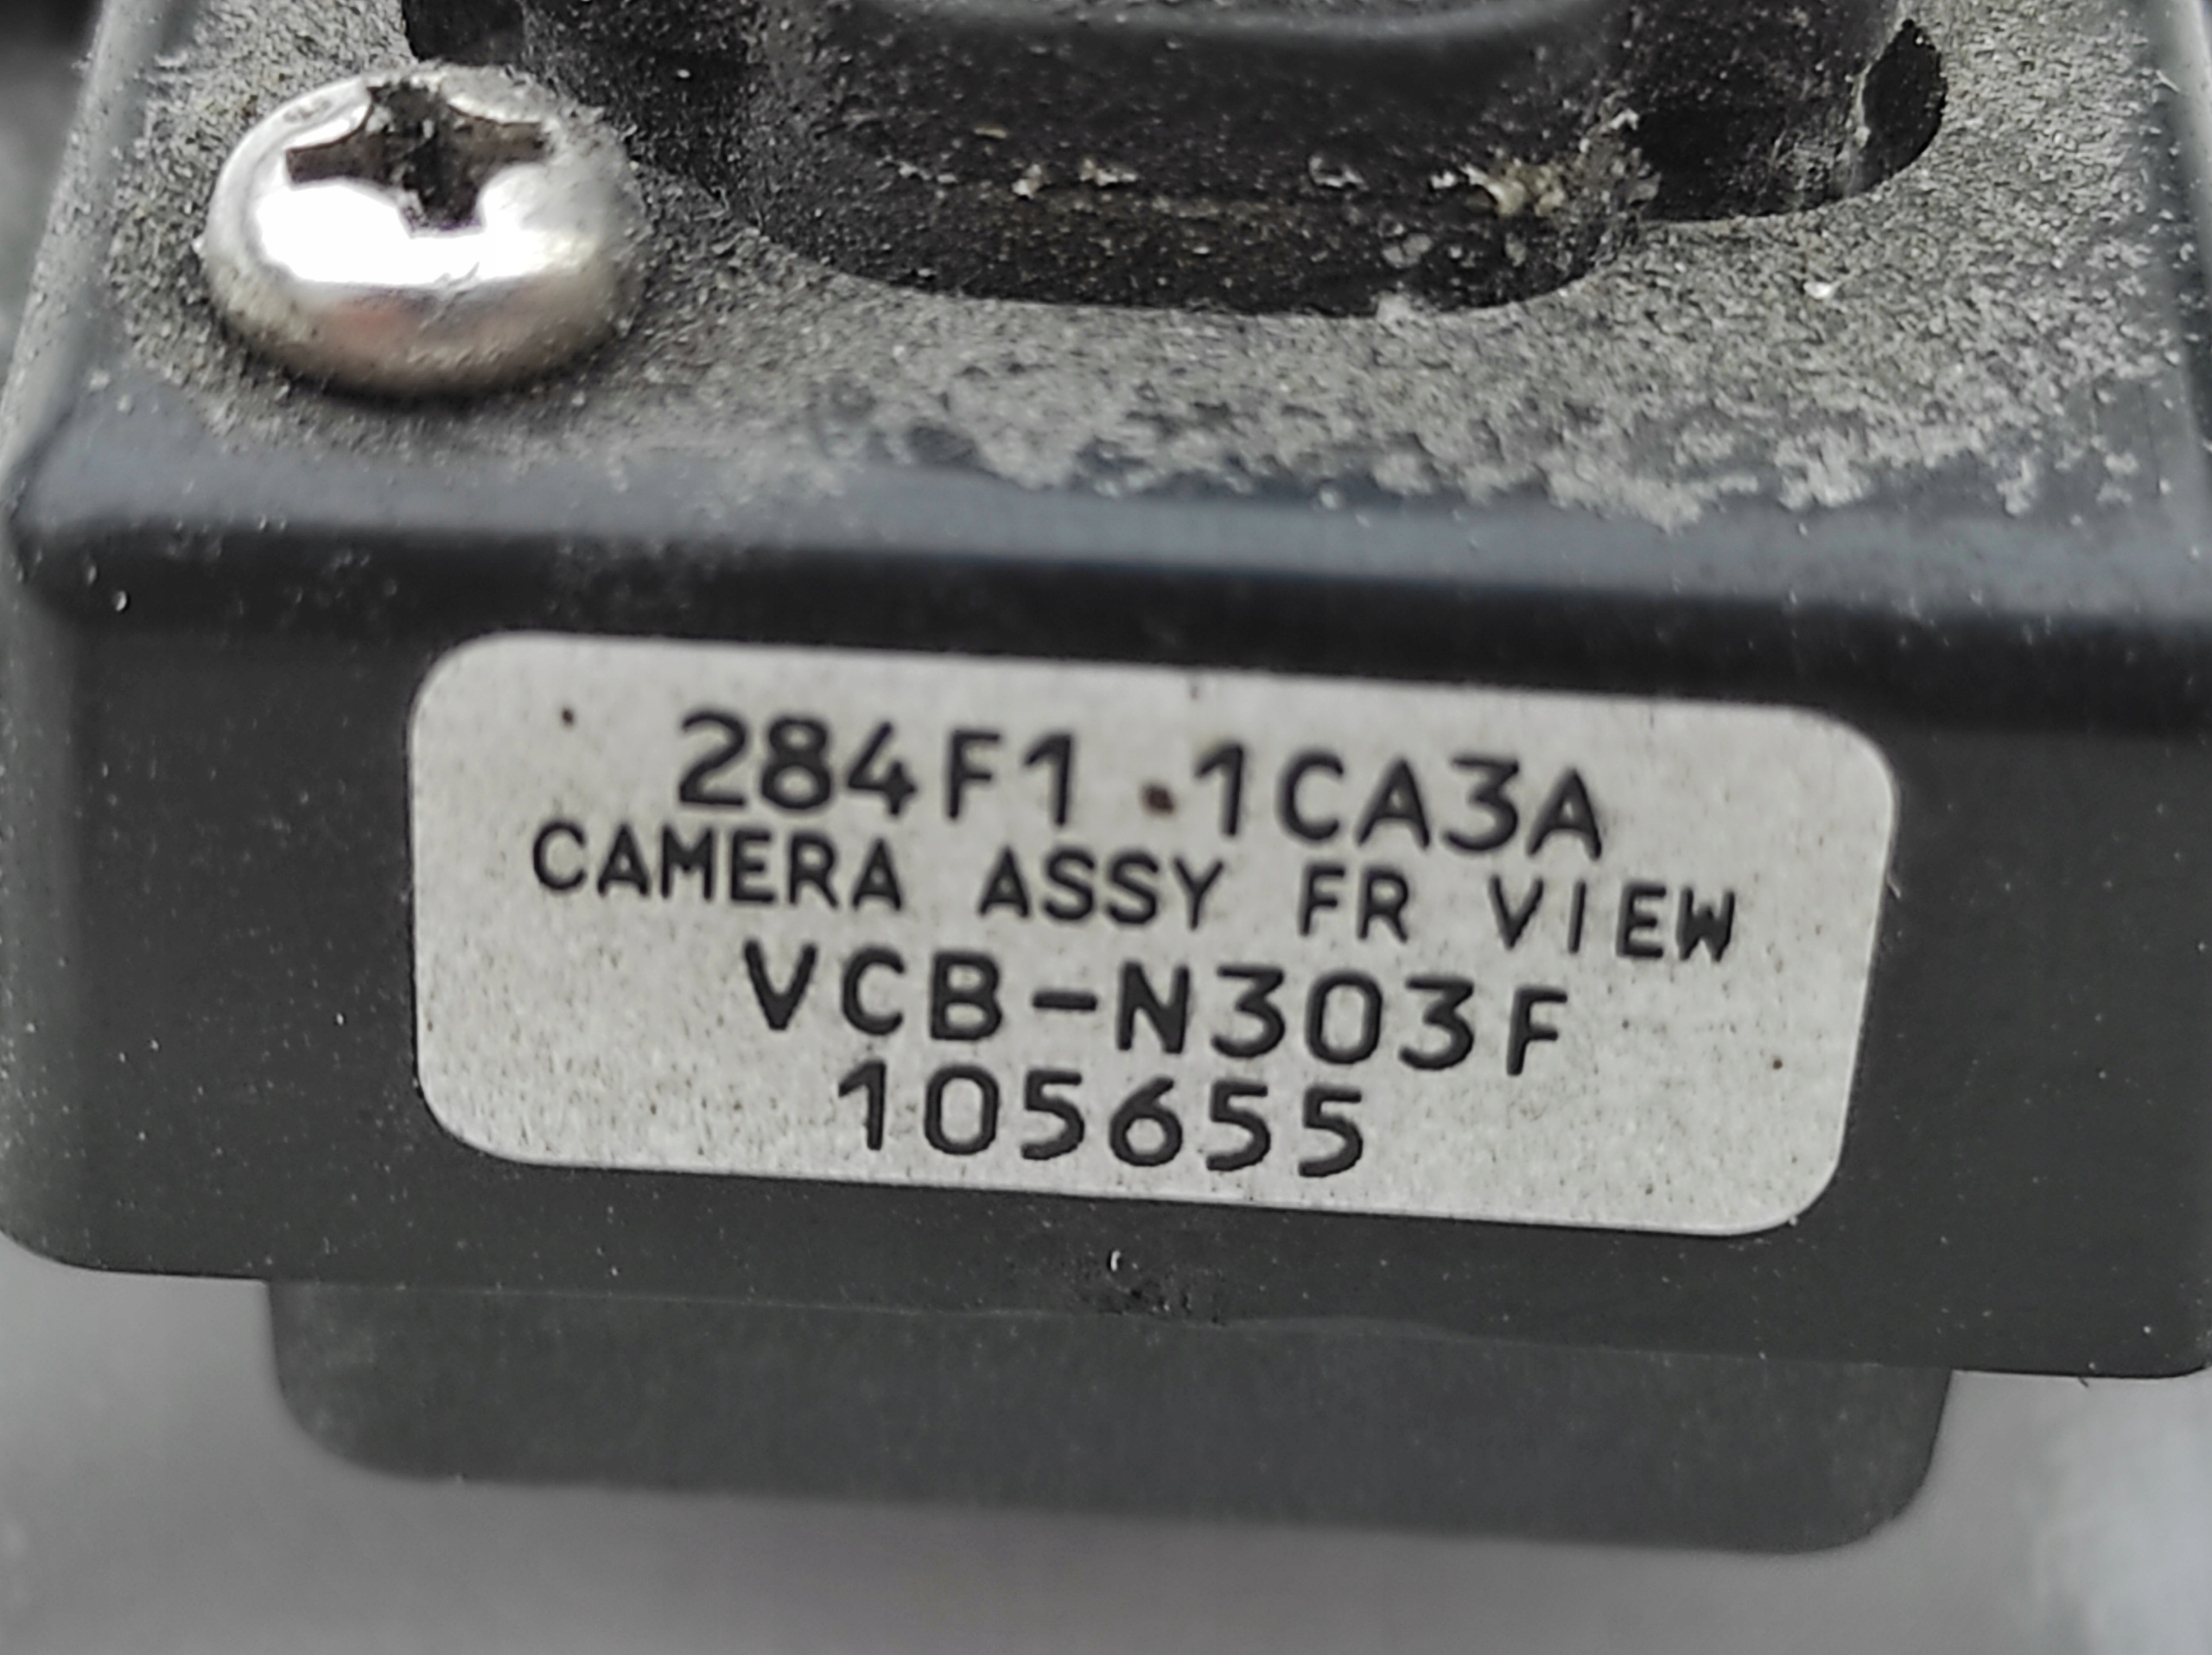 284F1 1CA3A
CAMERA ASSY FR VIEW
VCB-N303F
105655